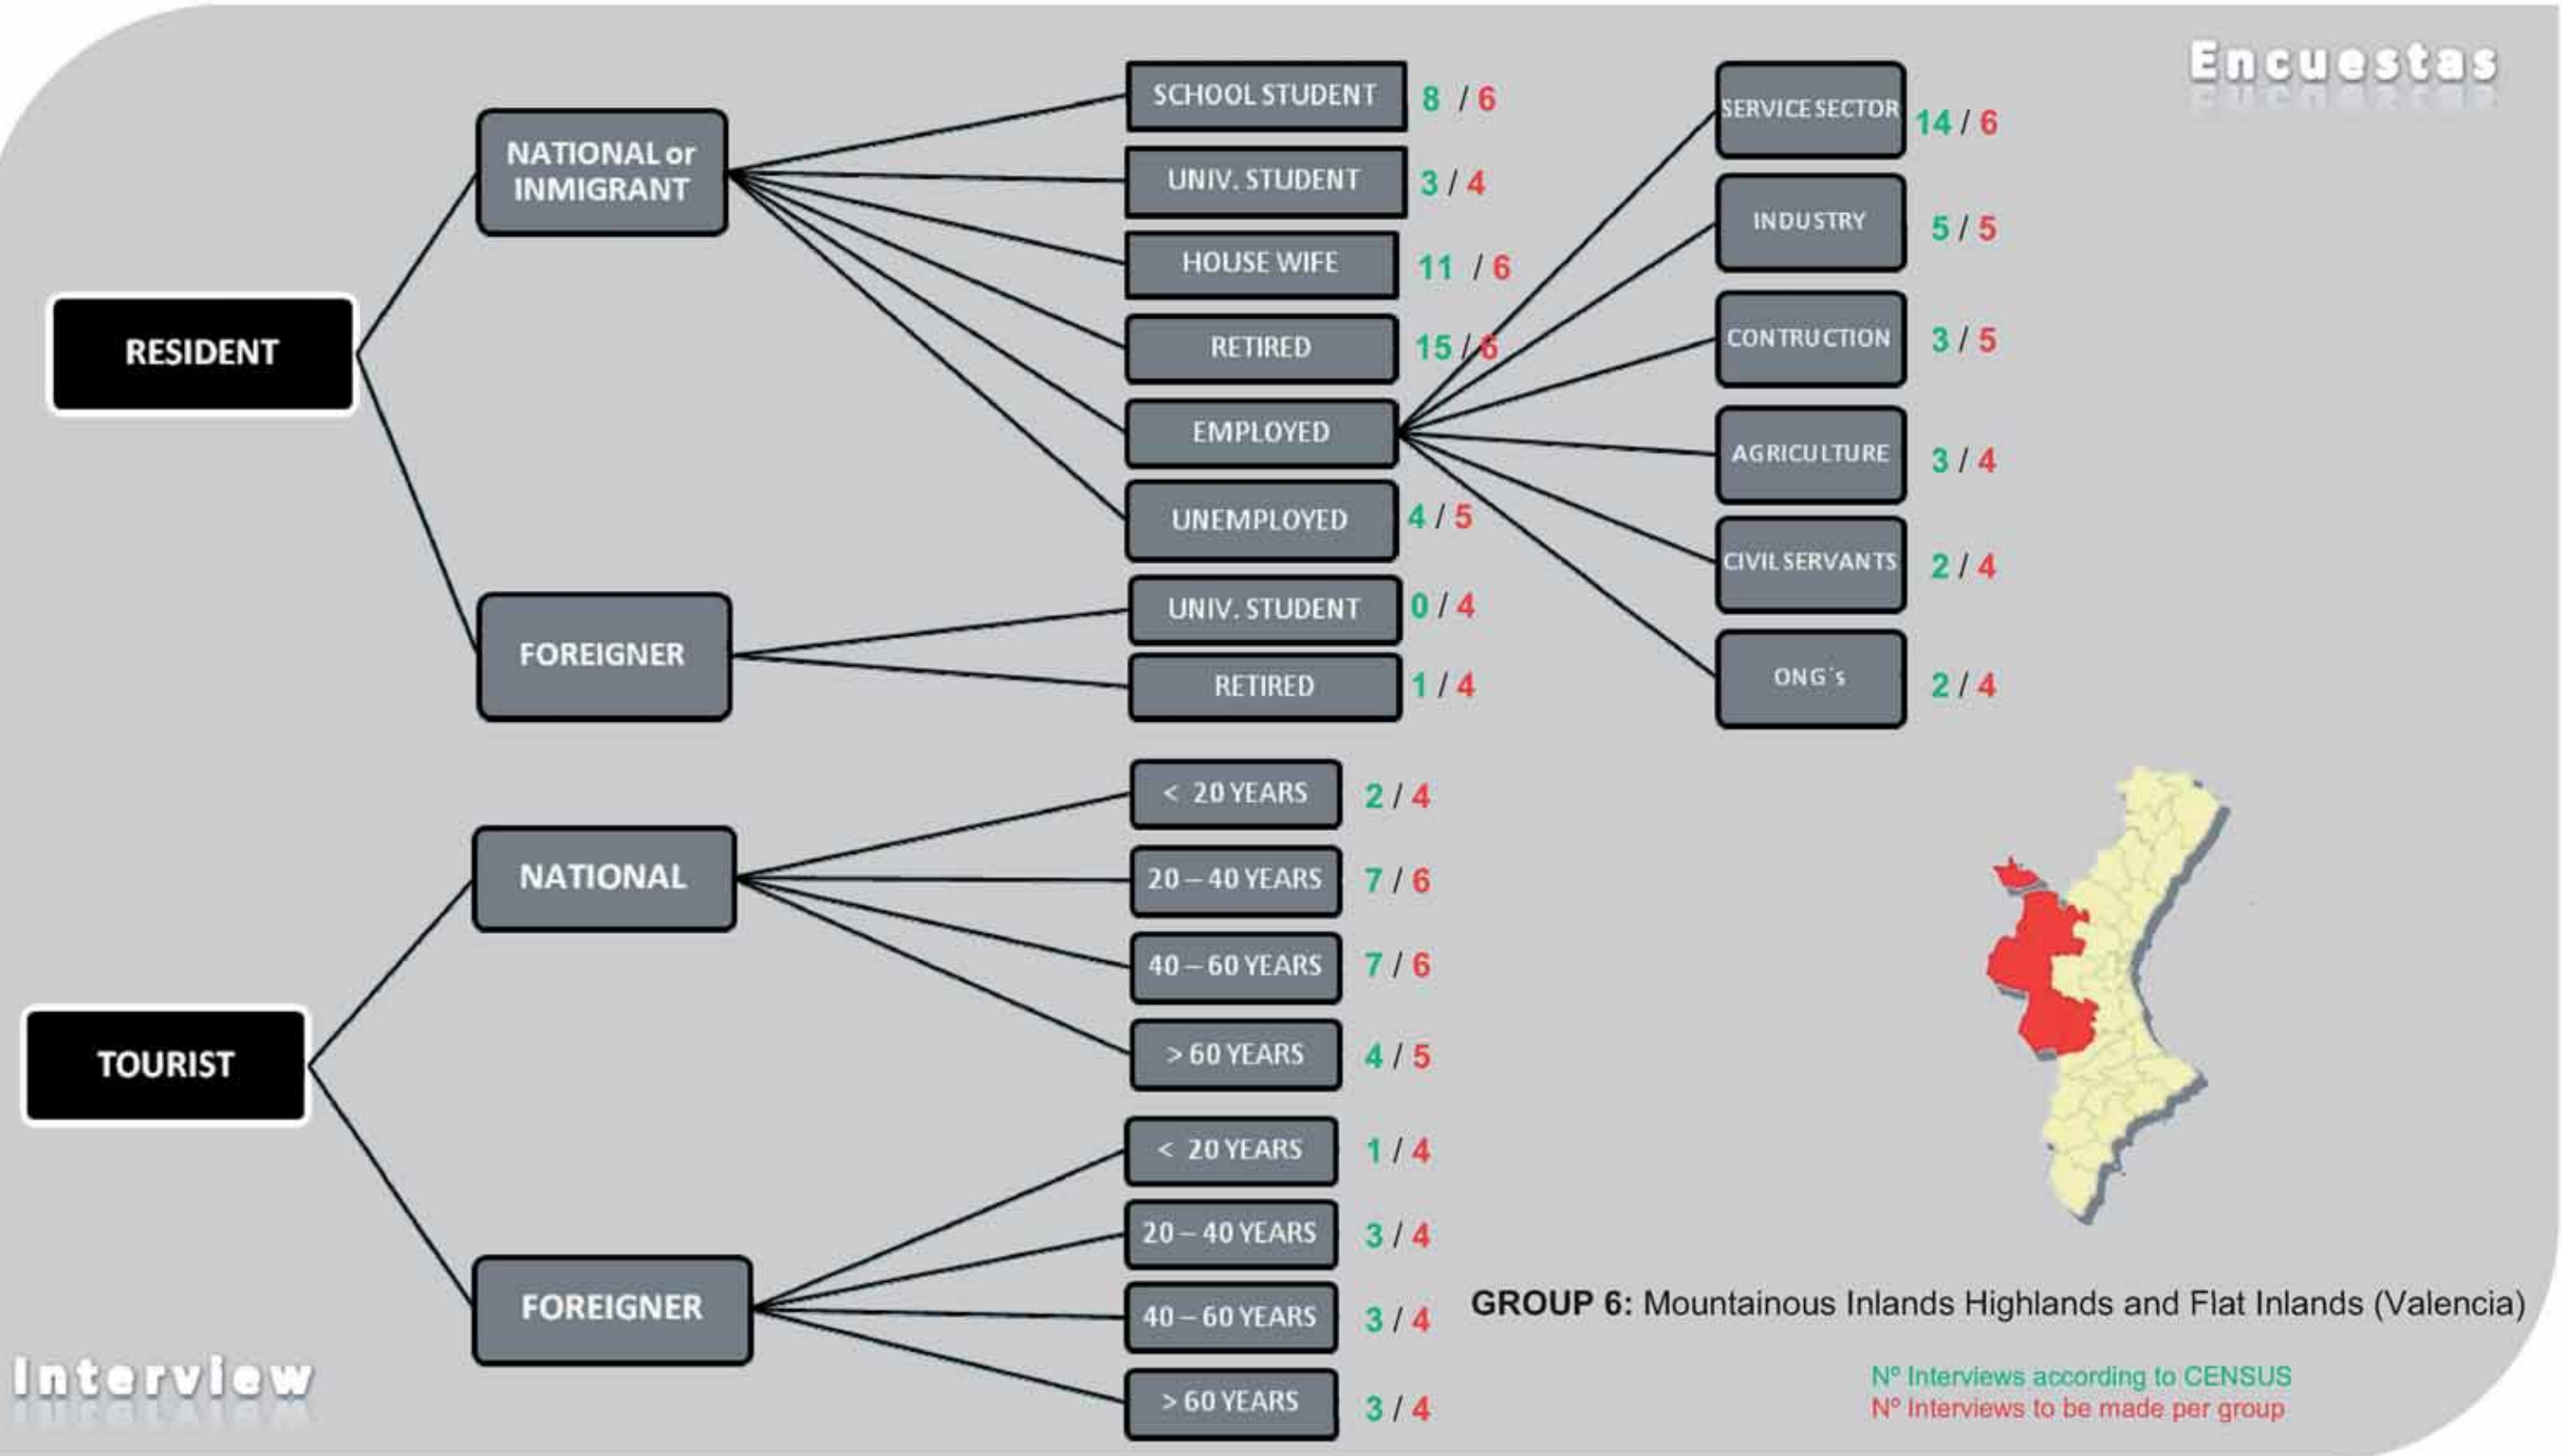 Encuestas
RESIDENT
NATIONAL or
INMIGRANT
SCHOOL STUDENT 8 / 6
UNIV. STUDENT 3 / 4
HOUSE WIFE 11 / 6
RETIRED 15 / 6
EMPLOYED
UNEMPLOYED 4 / 5
SERVICE SECTOR 14 / 6
INDUSTRY 5 / 5
CONTRUCTION 3 / 5
AGRICULTURE 3 / 4
CIVIL SERVANTS 2 / 4
ONG´s 2 / 4
FOREIGNER
UNIV. STUDENT 0 / 4
RETIRED 1 / 4
TOURIST
NATIONAL
< 20 YEARS 2 / 4
20 – 40 YEARS 7 / 6
40 – 60 YEARS 7 / 6
> 60 YEARS 4 / 5
FOREIGNER
< 20 YEARS 1 / 4
20 – 40 YEARS 3 / 4
40 – 60 YEARS 3 / 4
> 60 YEARS 3 / 4
GROUP 6: Mountainous Inlands Highlands and Flat Inlands (Valencia)
Nº Interviews according to CENSUS
Nº Interviews to be made per group
Interview